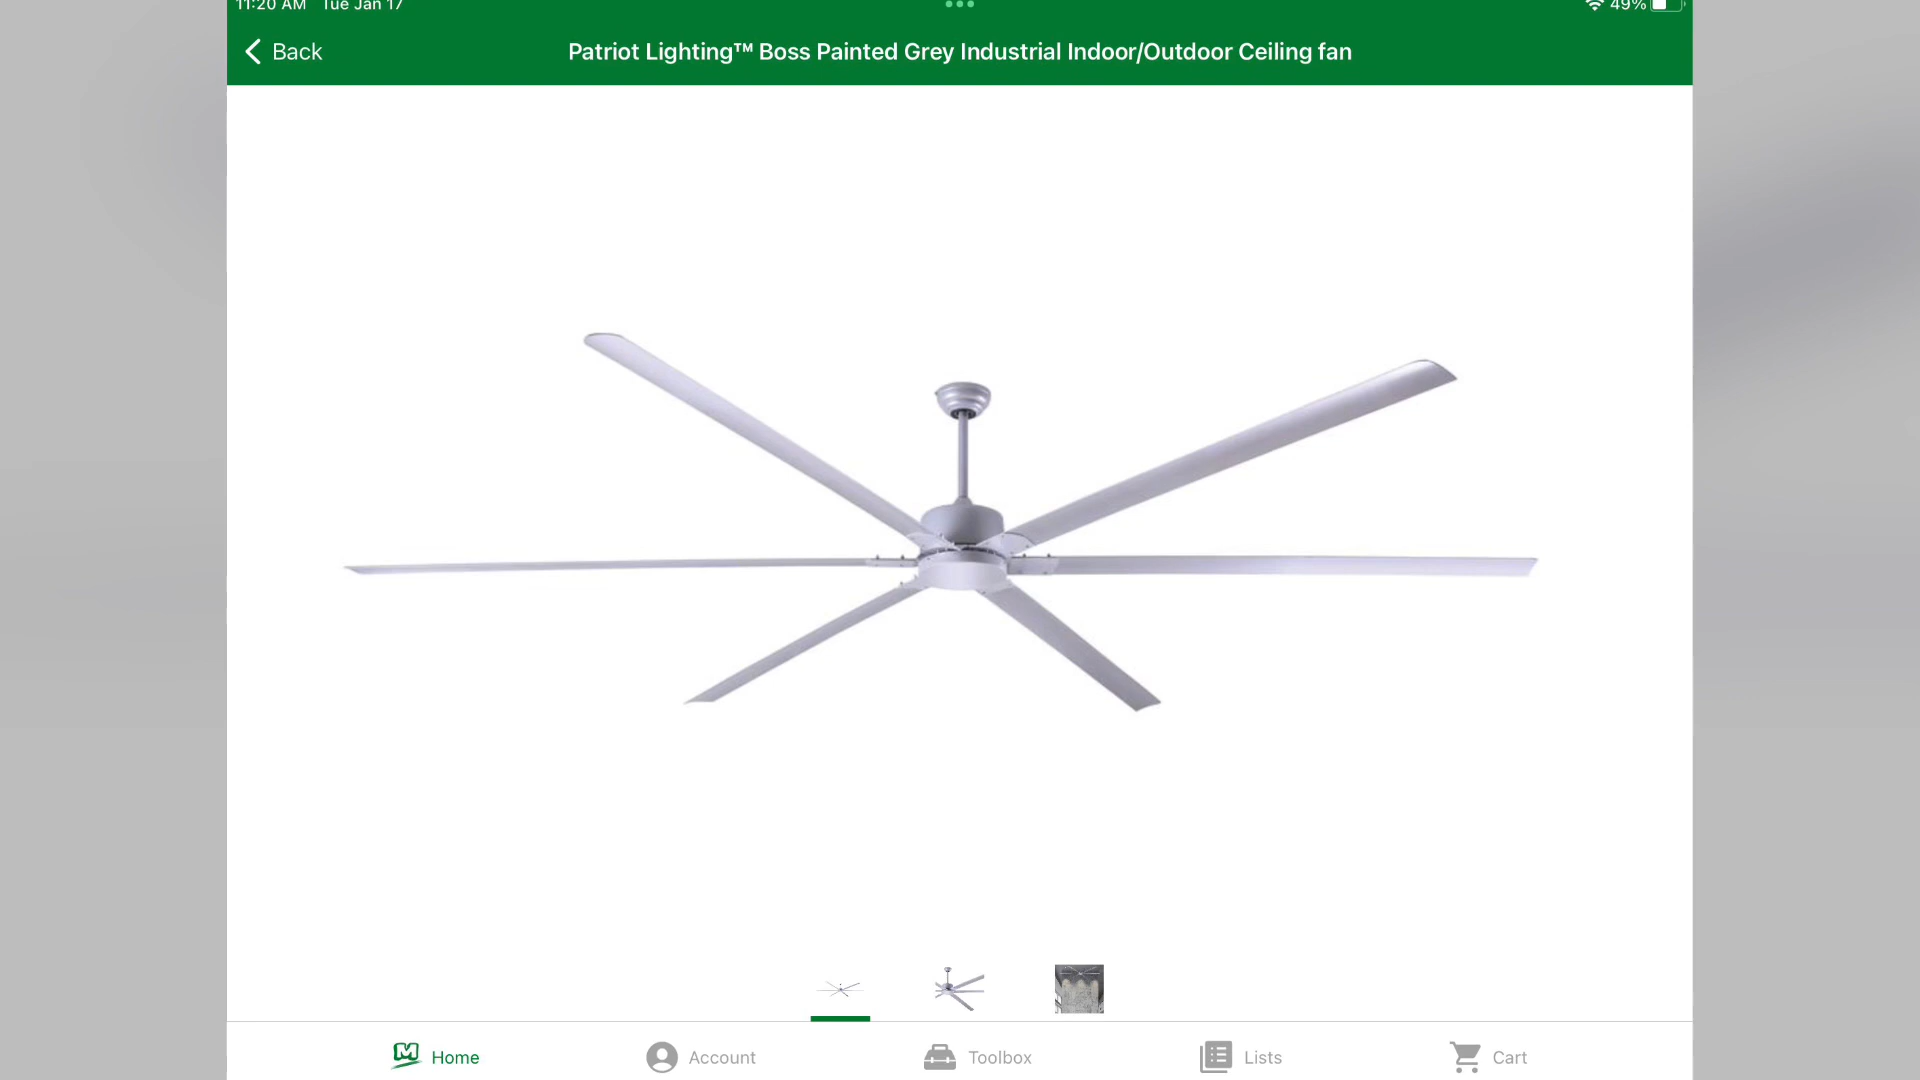 11:20 AM Tue Jan 17
49%
Back
Patriot Lighting™ Boss Painted Grey Industrial Indoor/Outdoor Ceiling fan
M Home
Account
Toolbox
Lists
Cart